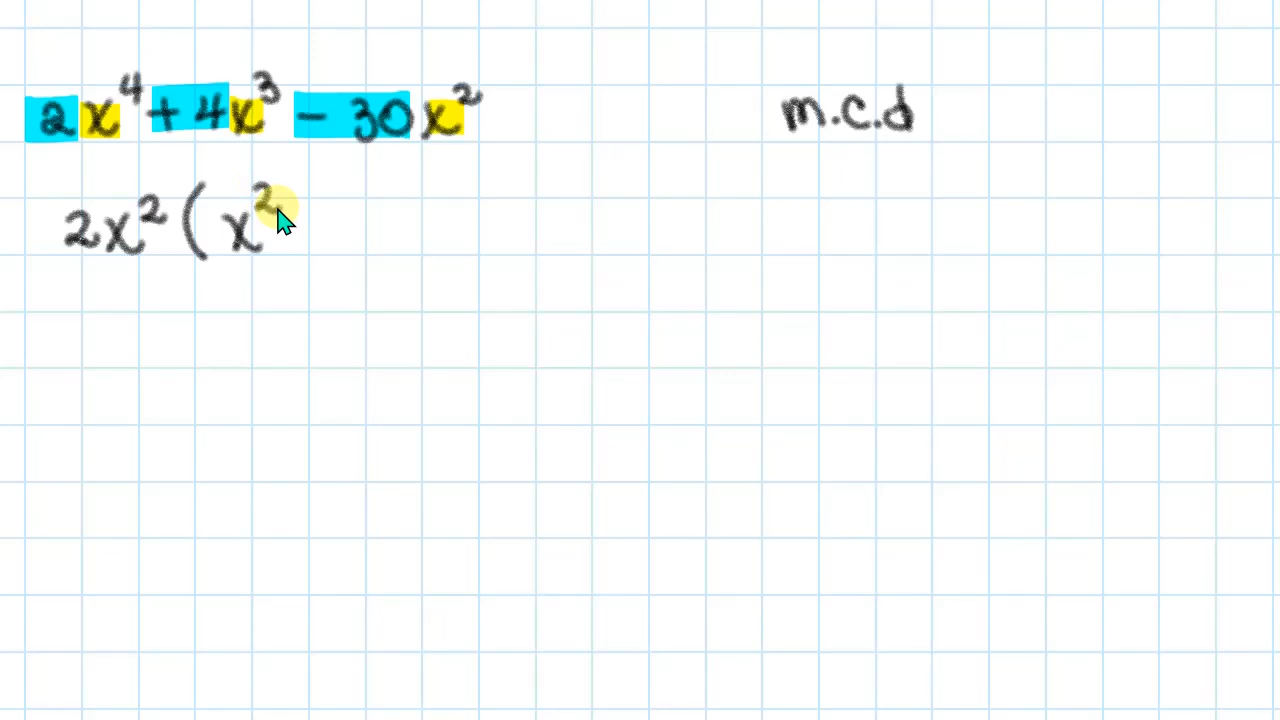 2x⁴ + 4x³ - 30x²
m.c.d
2x² ( x²